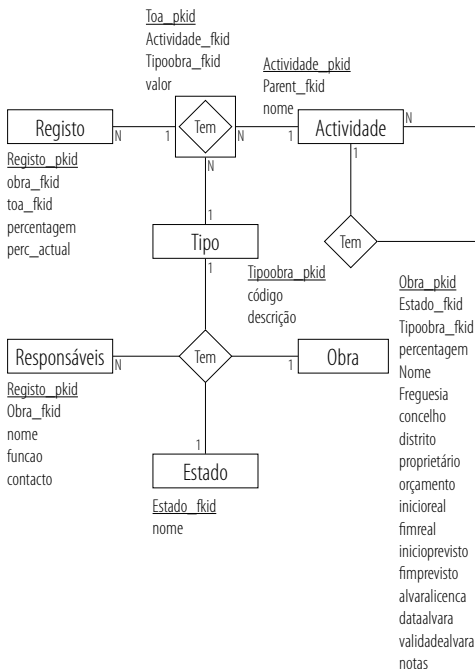 Toa_pkid
Actividade_fkid
Tipoobra_fkid
valor
Actividade_pkid
Parent_fkid
nome
Registo
N
1
Tem
N
1
Actividade
N
Registo_pkid
obra_fkid
toa_fkid
percentagem
perc_actual
N
1
1
Tipo
1
Tem
Tipoobra_pkid
código
descrição
Obra_pkid
Estado_fkid
Tipoobra_fkid
percentagem
Nome
Freguesia
concelho
distrito
proprietário
orçamento
inicioreal
fimreal
inicioprevisto
fimprevisto
alvaralicenca
dataalvara
validadealvara
notas
Responsáveis
N
Tem
1
Obra
Registo_pkid
Obra_fkid
nome
funcao
contacto
1
Estado
Estado_fkid
nome